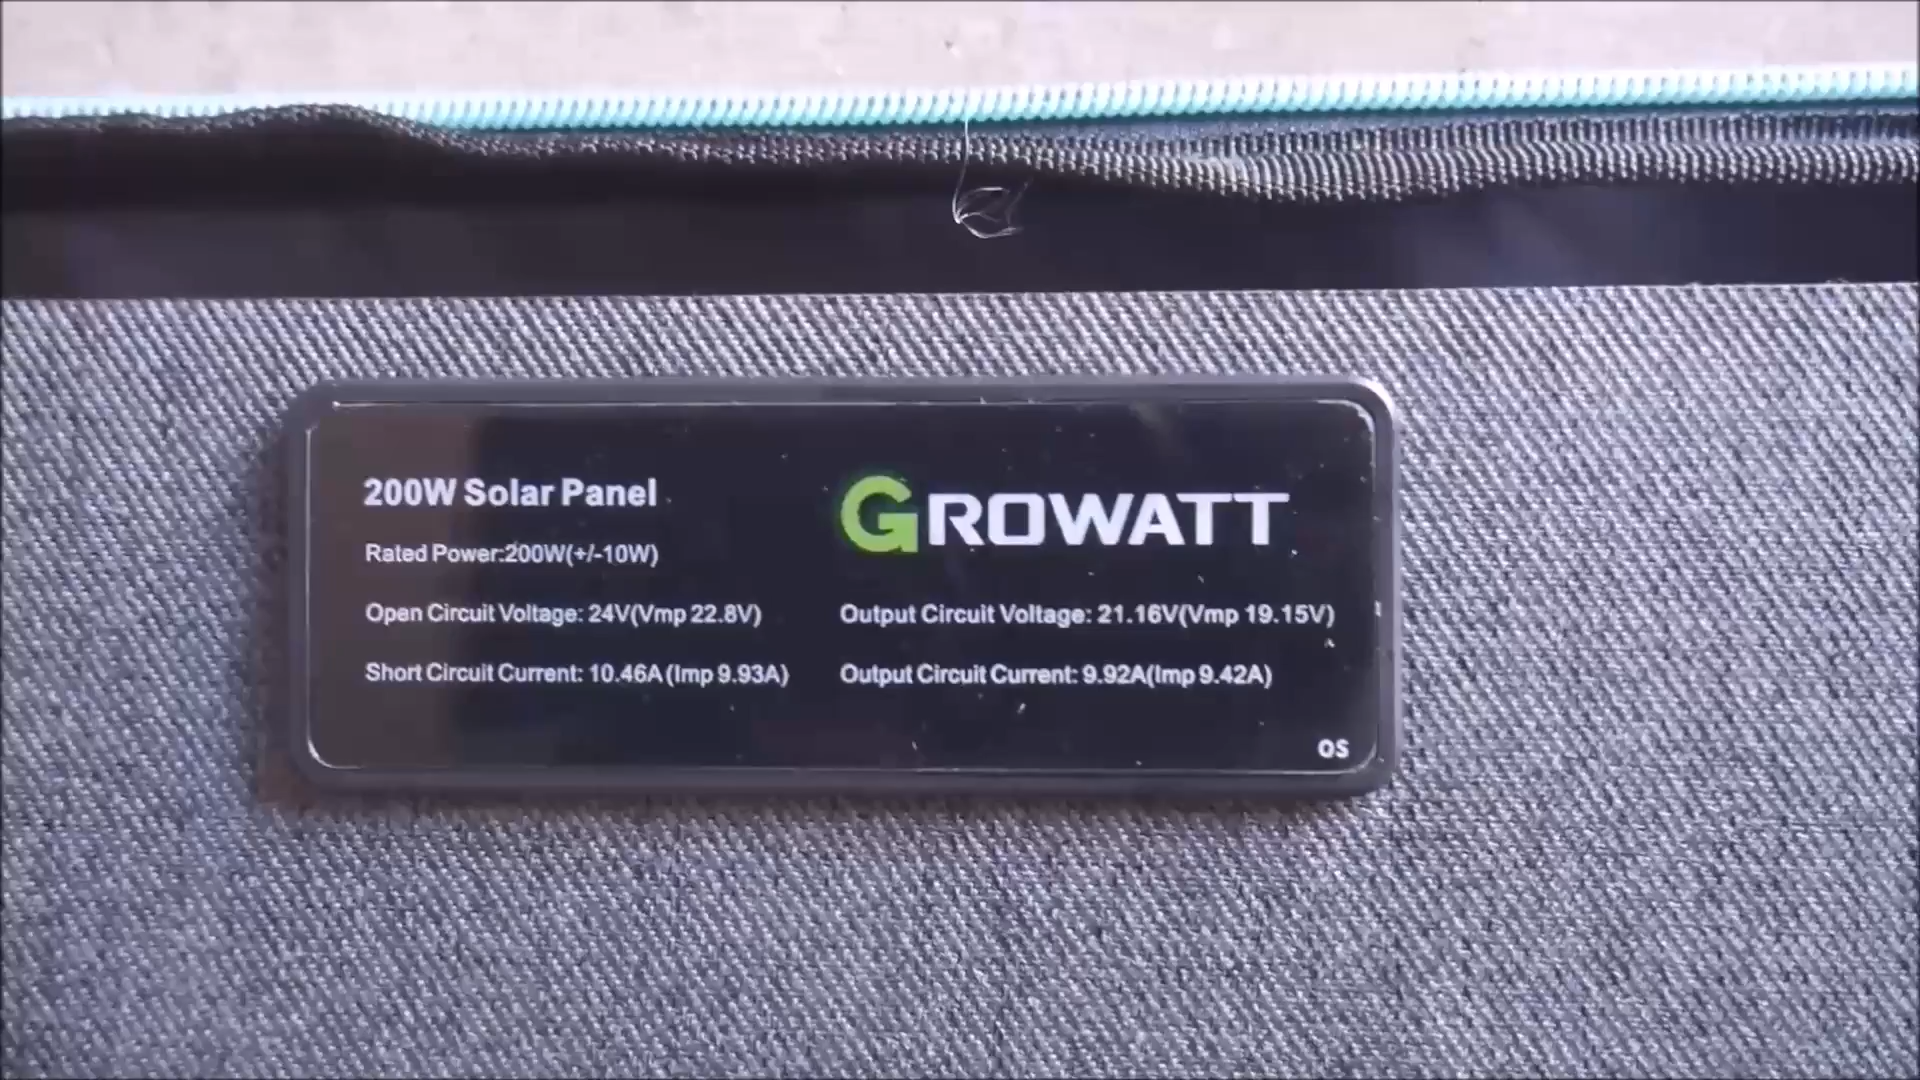 200W Solar Panel
GROWATT
Rated Power:200W(+/-10W)
Open Circuit Voltage: 24V(Vmp 22.8V)
Output Circuit Voltage: 21.16V(Vmp 19.15V)
Short Circuit Current: 10.46A(Imp 9.93A)
Output Circuit Current: 9.92A(Imp 9.42A)
OS